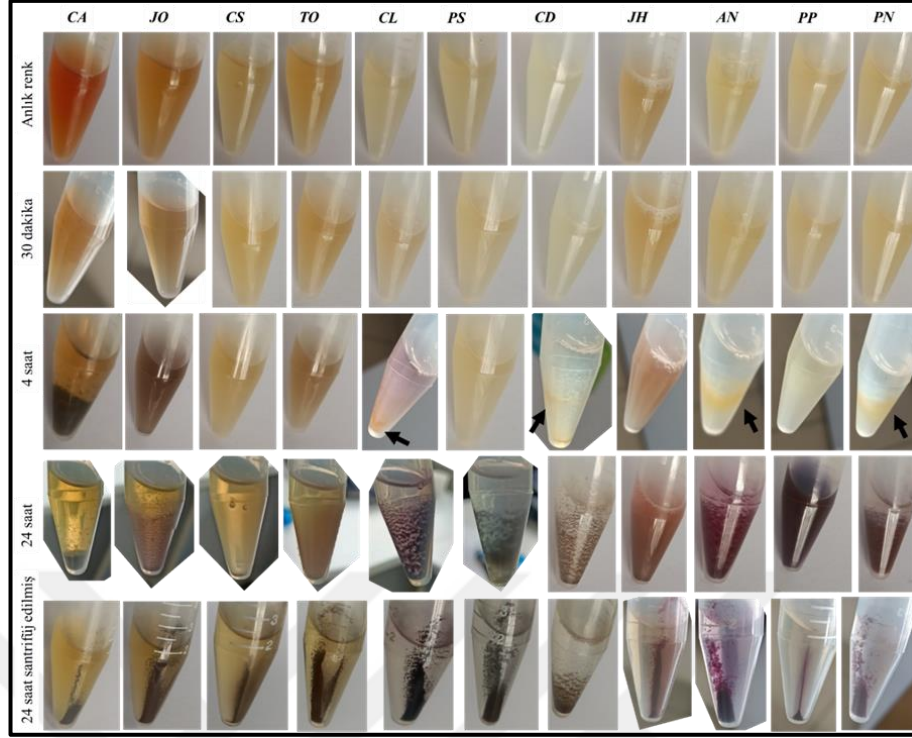 CA JO CS TO CL PS CD JH AN PP PN
Anlık renk
30 dakika
4 saat
24 saat
24 saat santrifüj edilmiş